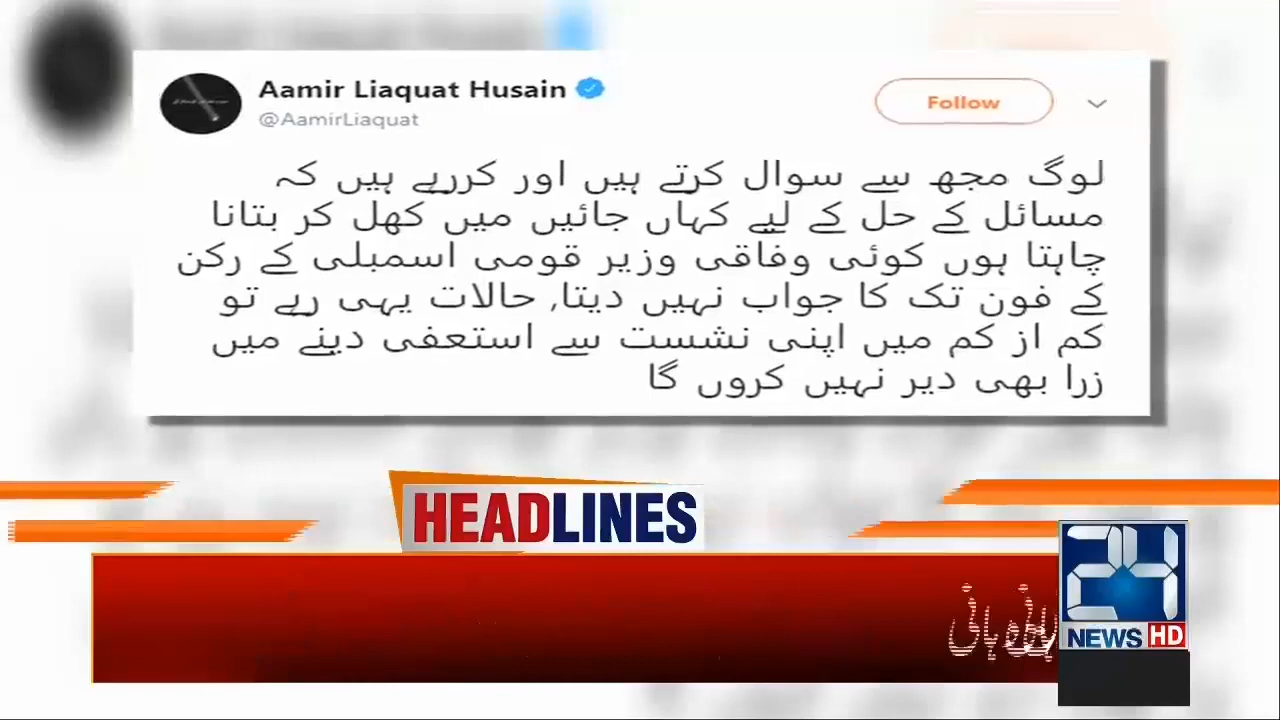 Aamir Liaquat Husain
@AamirLiaquat
Follow
لوگ مجھ سے سوال کرتے ہیں اور کررہے ہیں کہ
مسائل کے حل کے لیے کہاں جائیں میں کھل کر بتانا
چاہتا ہوں کوئی وفاقی وزیر قومی اسمبلی کے رکن
کے فون تک کا جواب نہیں دیتا, حالات یہی رہے تو
کم از کم میں اپنی نشست سے استعفی دینے میں
زرا بھی دیر نہیں کروں گا
HEADLINES
24
NEWS HD